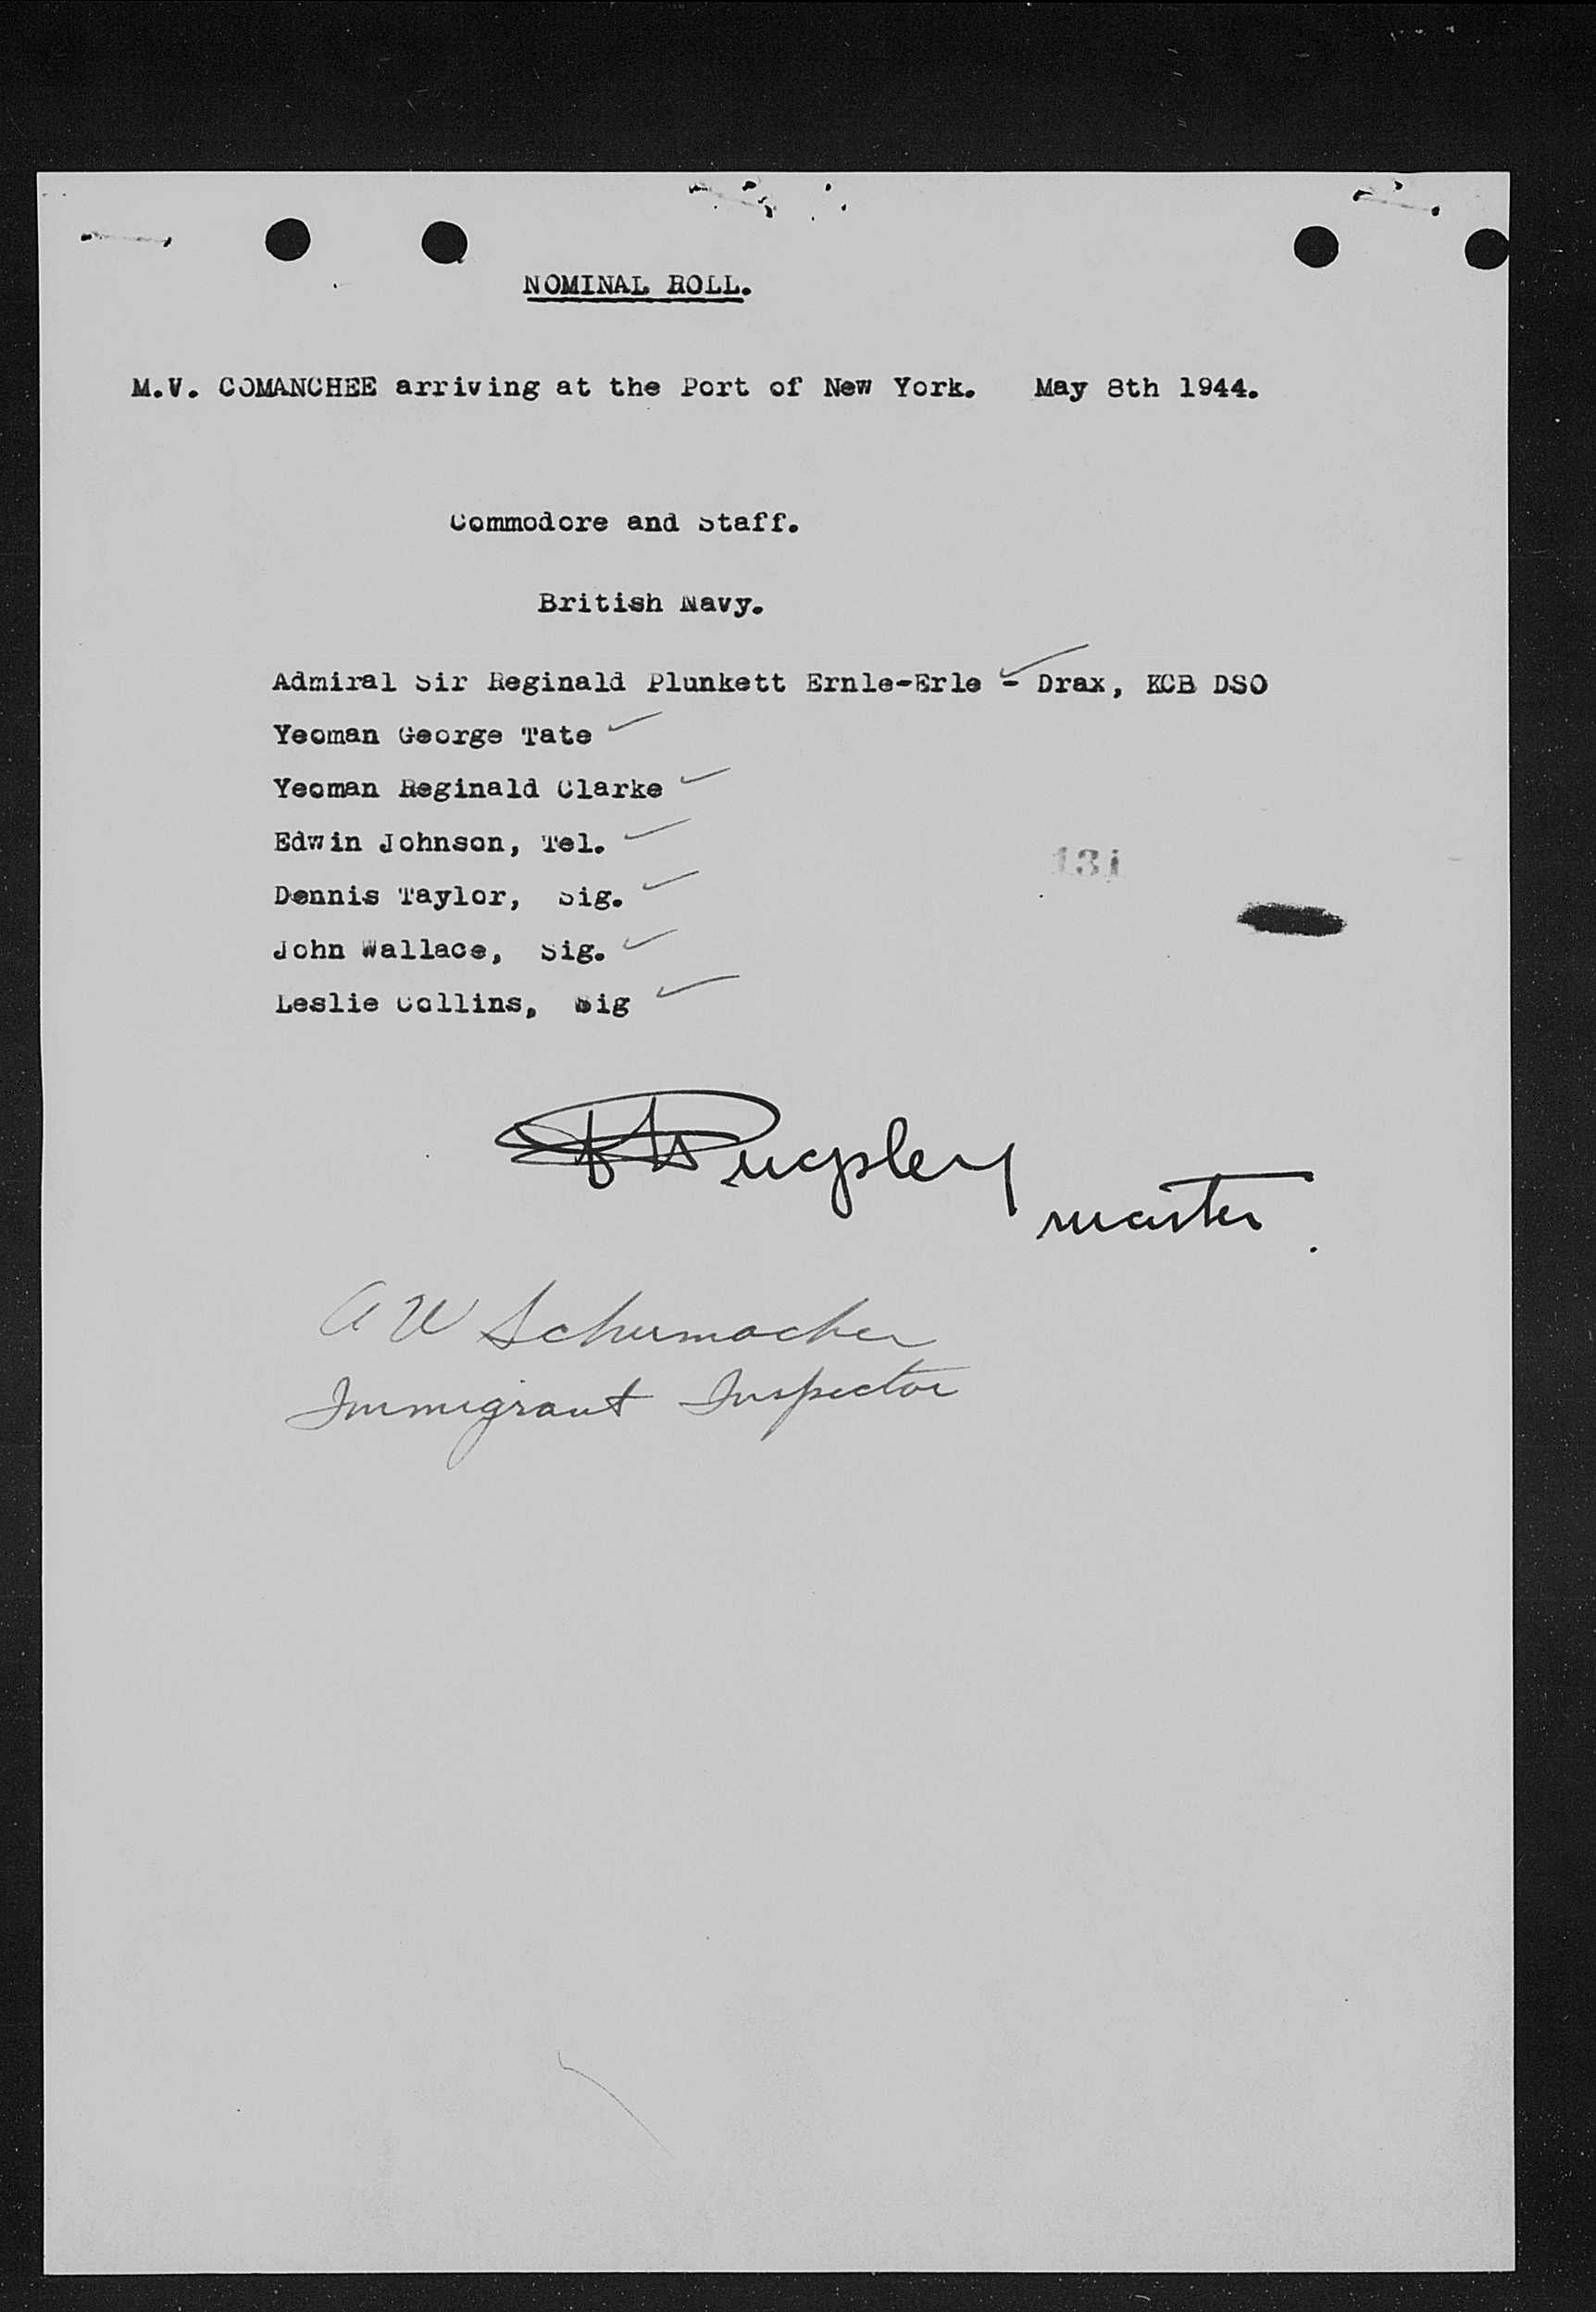 NOMINAL ROLL.
M.V. COMANCHEE arriving at the Port of New York. May 8th 1944.
Commodore and Staff.
British Navy.
Admiral Sir Reginald Plunkett Ernle-Erle - Drax, KCB DSO
Yeoman George Tate
Yeoman Reginald Clarke
Edwin Johnson, Tel.
131
Dennis Taylor, Sig.
John Wallace, Sig.
Leslie Collins, Sig
Pugsley
master.
A W Schumacher
Immigrant Inspector